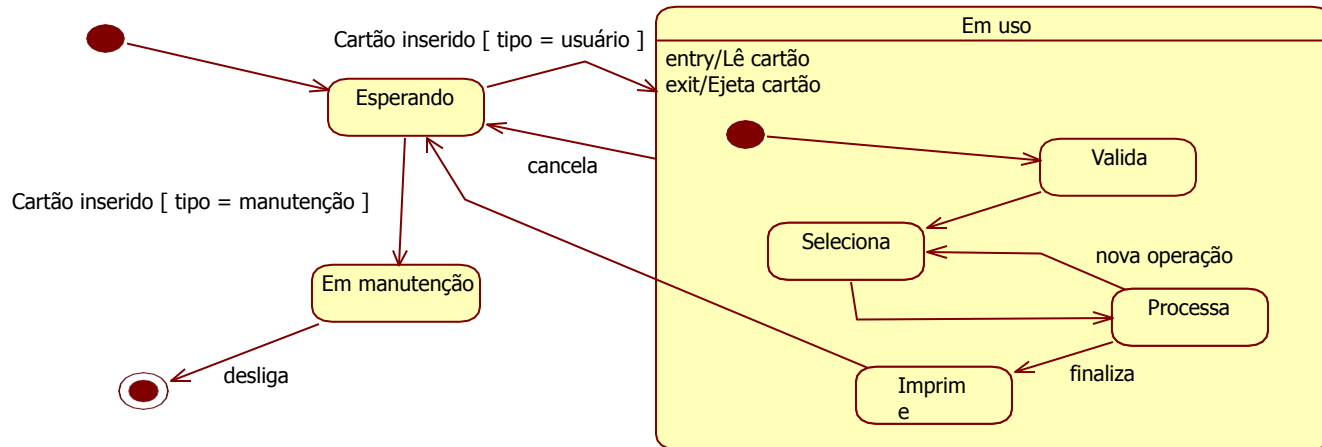 Em uso
Cartão inserido [ tipo = usuário ]
entry/Lê cartão
exit/Ejeta cartão
Esperando
Valida
cancela
Cartão inserido [ tipo = manutenção ]
Seleciona
nova operação
Em manutenção
Processa
desliga
finaliza
Imprim
e